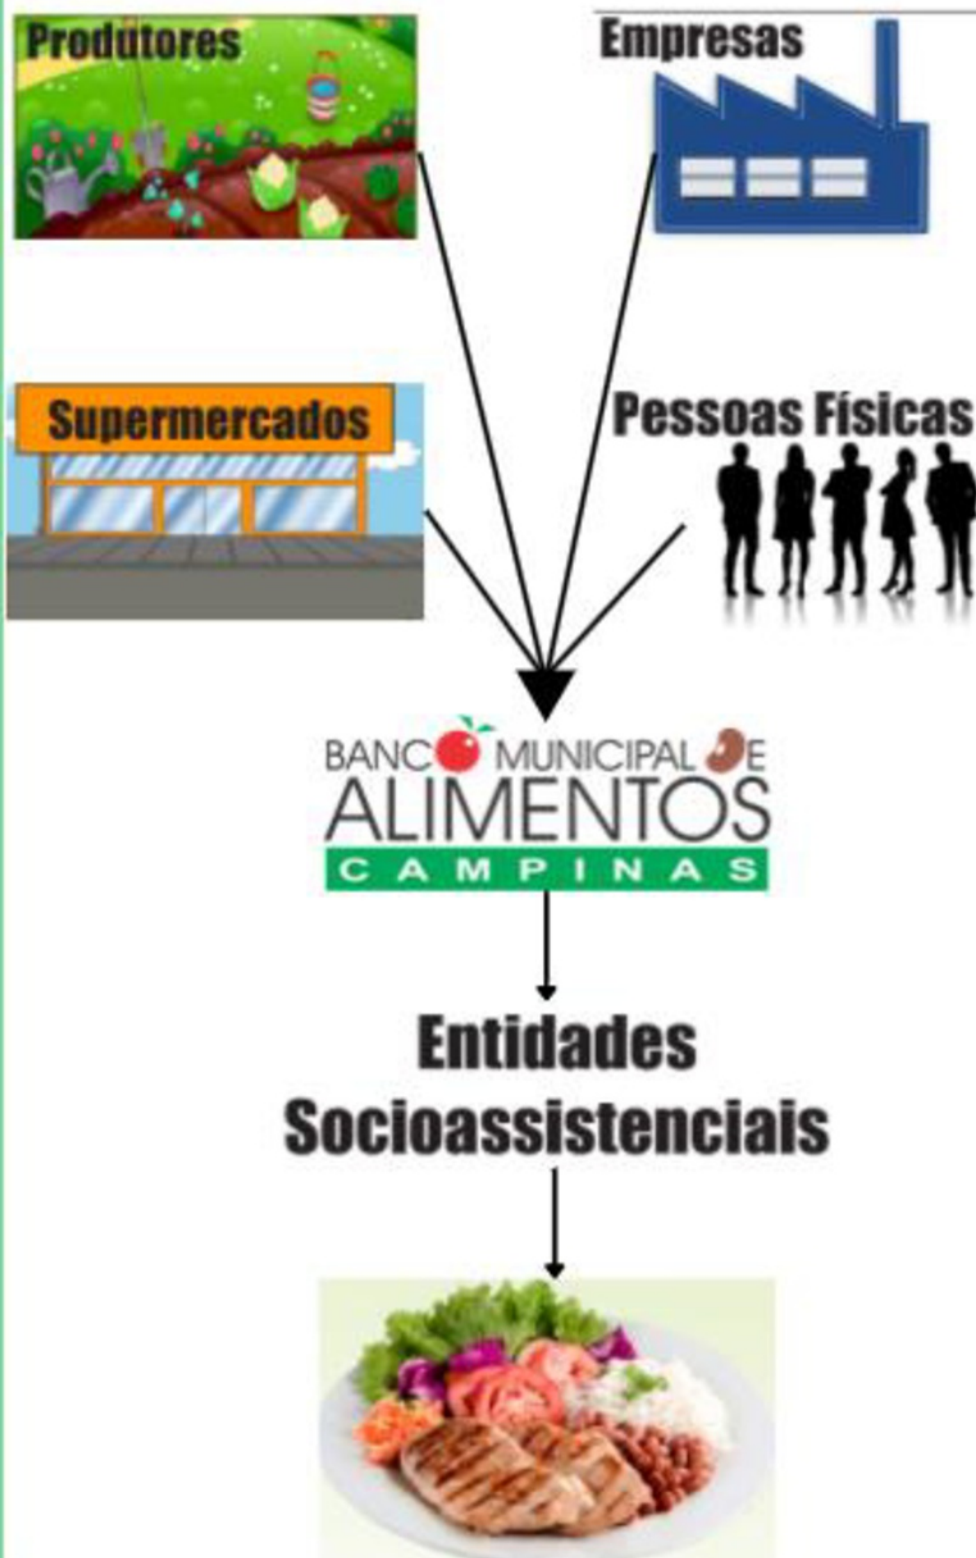 Produtores
Empresas
Supermercados
Pessoas Físicas
BANCO MUNICIPAL DE
ALIMENTOS
CAMPINAS
Entidades
Socioassistenciais